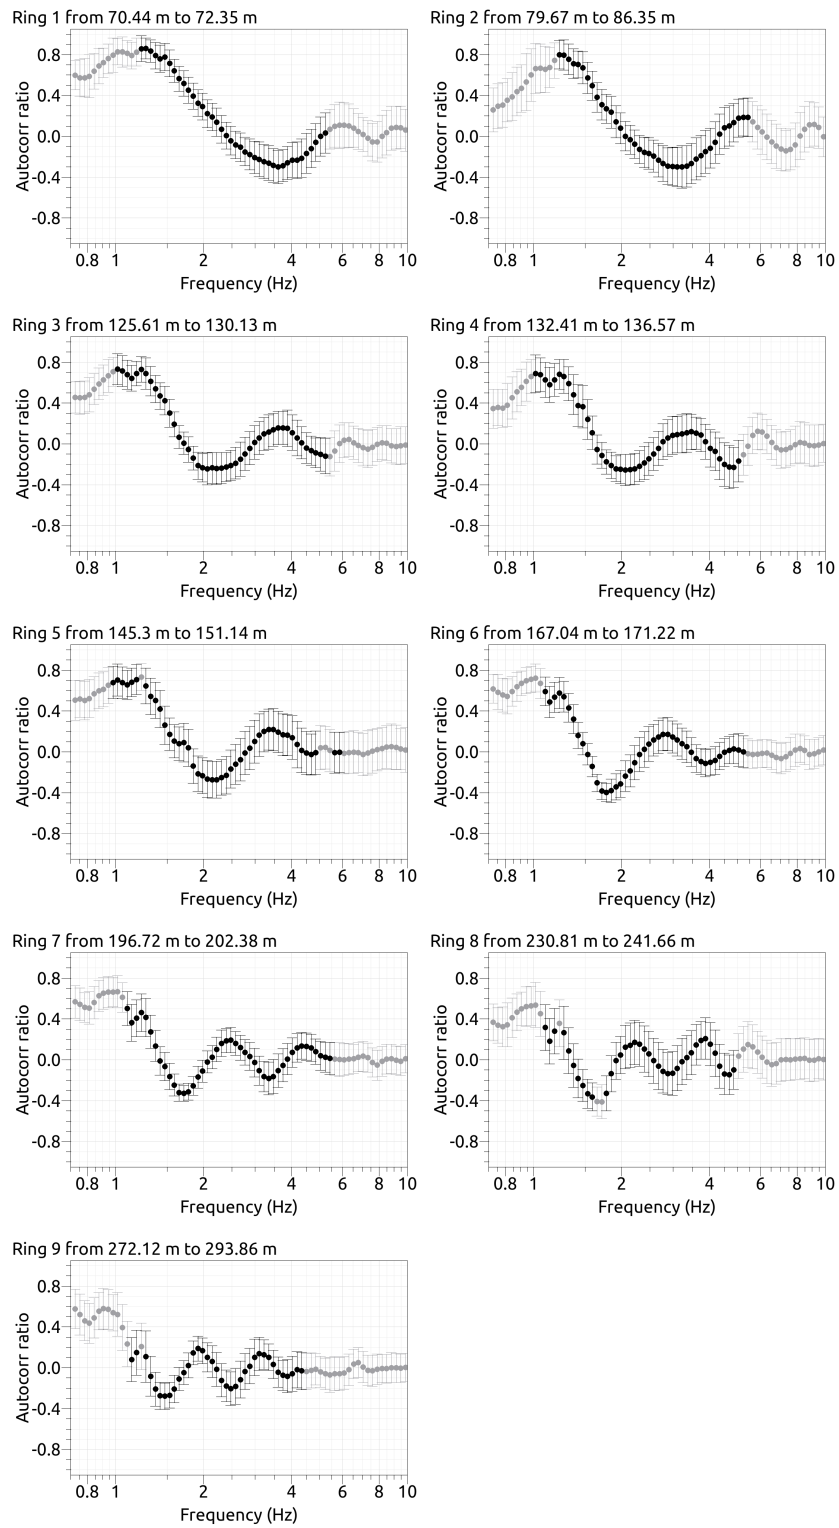 Ring 1 from 70.44 m to 72.35 m
Autocorr ratio
0.8
0.4
0.0
-0.4
-0.8
0.8 1 2 4 6 8 10
Frequency (Hz)
Ring 2 from 79.67 m to 86.35 m
Autocorr ratio
0.8
0.4
0.0
-0.4
-0.8
0.8 1 2 4 6 8 10
Frequency (Hz)
Ring 3 from 125.61 m to 130.13 m
Autocorr ratio
0.8
0.4
0.0
-0.4
-0.8
0.8 1 2 4 6 8 10
Frequency (Hz)
Ring 4 from 132.41 m to 136.57 m
Autocorr ratio
0.8
0.4
0.0
-0.4
-0.8
0.8 1 2 4 6 8 10
Frequency (Hz)
Ring 5 from 145.3 m to 151.14 m
Autocorr ratio
0.8
0.4
0.0
-0.4
-0.8
0.8 1 2 4 6 8 10
Frequency (Hz)
Ring 6 from 167.04 m to 171.22 m
Autocorr ratio
0.8
0.4
0.0
-0.4
-0.8
0.8 1 2 4 6 8 10
Frequency (Hz)
Ring 7 from 196.72 m to 202.38 m
Autocorr ratio
0.8
0.4
0.0
-0.4
-0.8
0.8 1 2 4 6 8 10
Frequency (Hz)
Ring 8 from 230.81 m to 241.66 m
Autocorr ratio
0.8
0.4
0.0
-0.4
-0.8
0.8 1 2 4 6 8 10
Frequency (Hz)
Ring 9 from 272.12 m to 293.86 m
Autocorr ratio
0.8
0.4
0.0
-0.4
-0.8
0.8 1 2 4 6 8 10
Frequency (Hz)